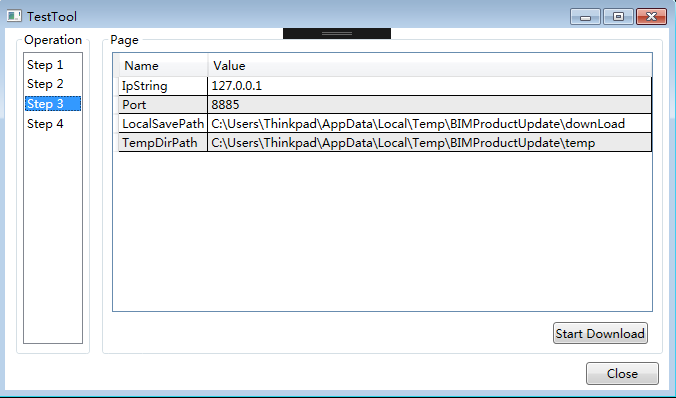 TestTool
Operation
Step 1
Step 2
Step 3
Step 4
Page
Name Value
IpString 127.0.0.1
Port 8885
LocalSavePath C:\Users\Thinkpad\AppData\Local\Temp\BIMProductUpdate\downLoad
TempDirPath C:\Users\Thinkpad\AppData\Local\Temp\BIMProductUpdate\temp
Start Download
Close